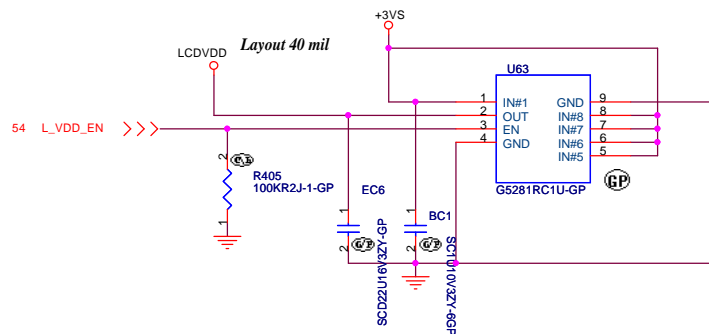 +3VS
LCDVDD
Layout 40 mil
U63
1 IN#1 GND 9
2 OUT IN#8 8
3 EN IN#7 7
4 GND IN#6 6
IN#5 5
54 L_VDD_EN
G5281RC1U-GP
GP
2
R405
100KR2J-1-GP
1
EC6
1
2
G/P
SCD22U16V3ZY-GP
BC1
1
2
G/P
SC1U10V3ZY-6GP